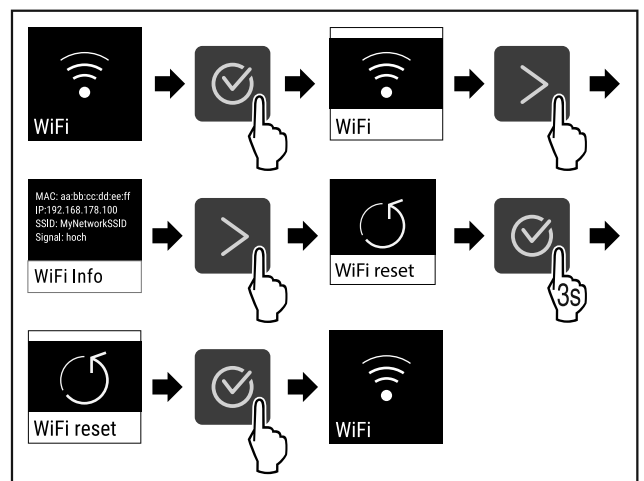 WiFi
WiFi
MAC: aa:bb:cc:dd:ee:ff
IP:192.168.178.100
SSID: MyNetworkSSID
Signal: hoch
WiFi Info
WiFi reset
3s
WiFi reset
WiFi